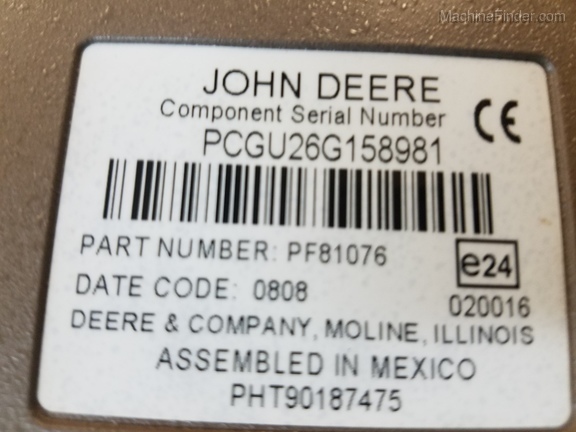 MachineFinder.com
JOHN DEERE
Component Serial Number
CE
PCGU26G158981
PART NUMBER: PF81076
e24
DATE CODE: 0808
020016
DEERE & COMPANY, MOLINE, ILLINOIS
ASSEMBLED IN MEXICO
PHT90187475